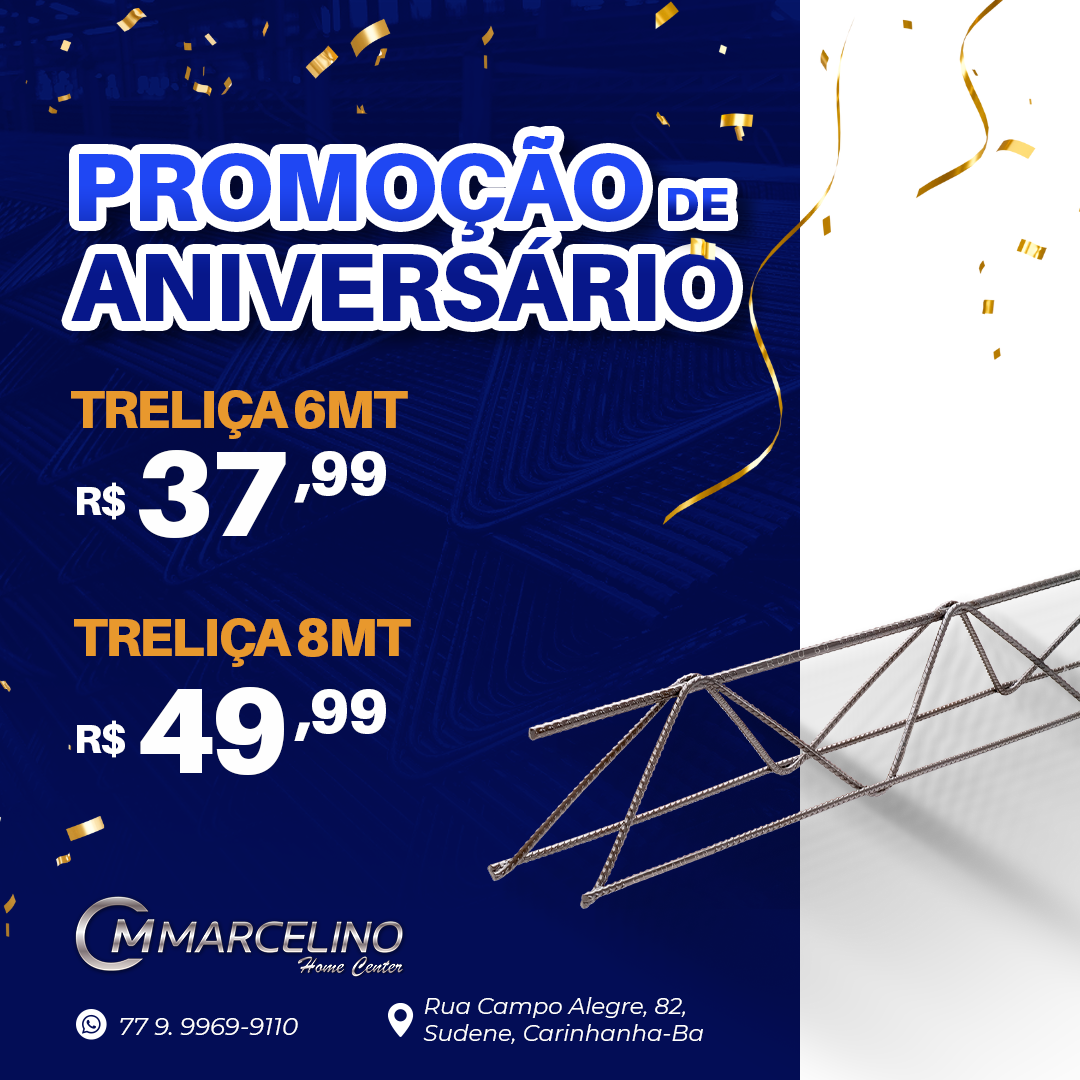 PROMOÇÃO DE
ANIVERSÁRIO
TRELIÇA 6MT
R$ 37,99
TRELIÇA 8MT
R$ 49,99
CM MARCELINO
Home Center
77 9. 9969-9110
Rua Campo Alegre, 82,
Sudene, Carinhanha-Ba